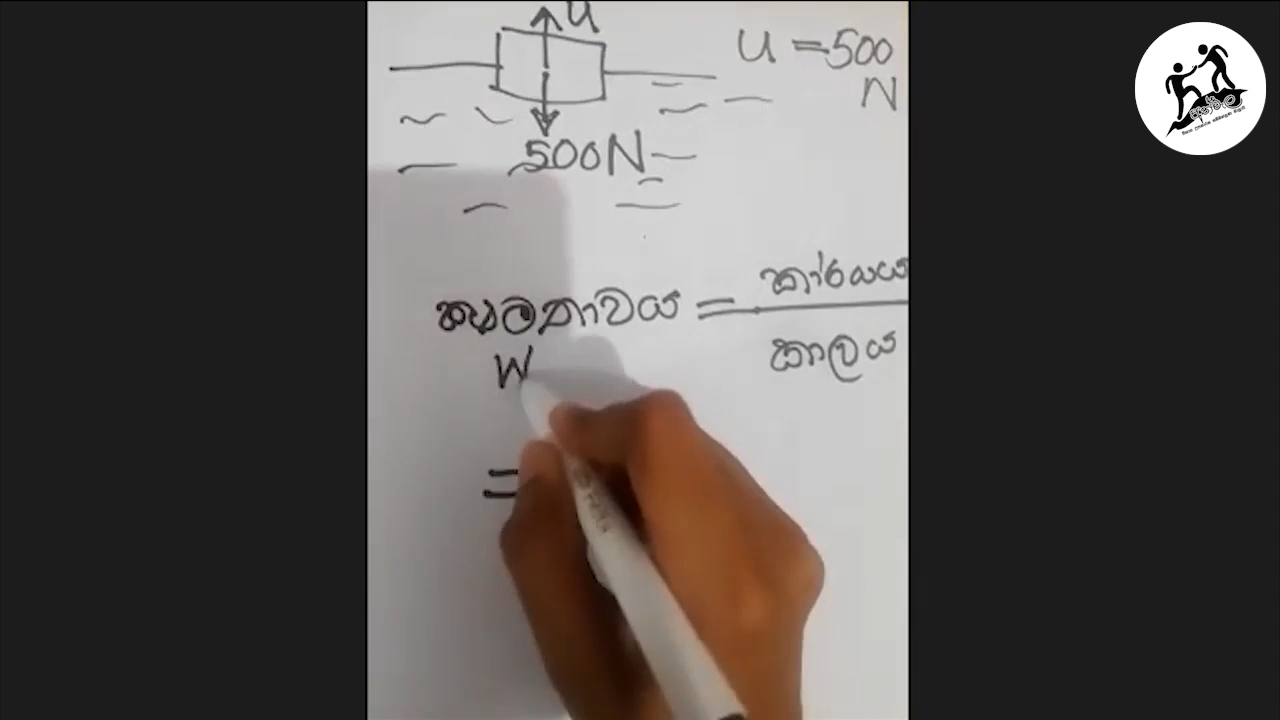 u
u = 500
N
500N
ක්ෂමතාවය = කාර්යය
කාලය
W
=